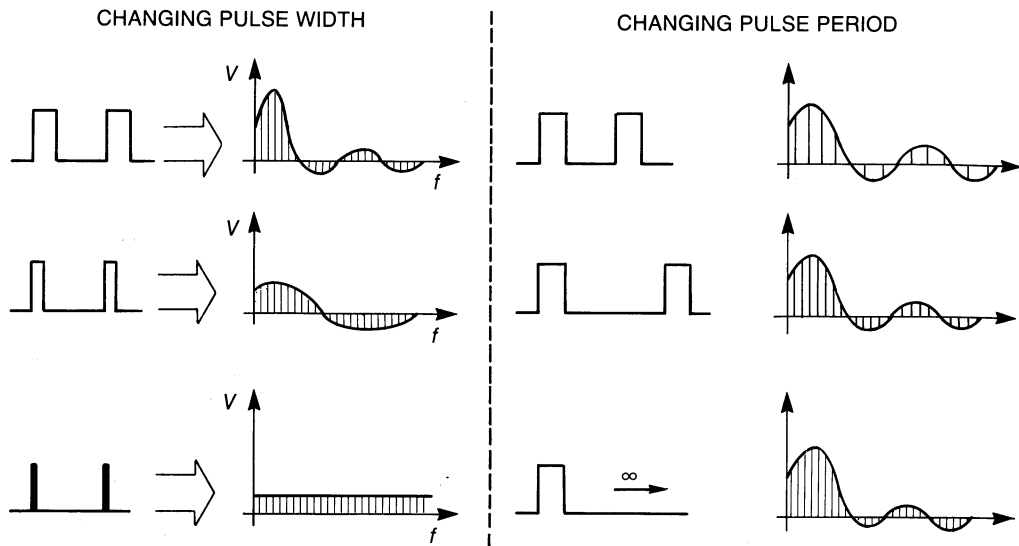 CHANGING PULSE WIDTH
V
f
V
f
V
f
CHANGING PULSE PERIOD
∞